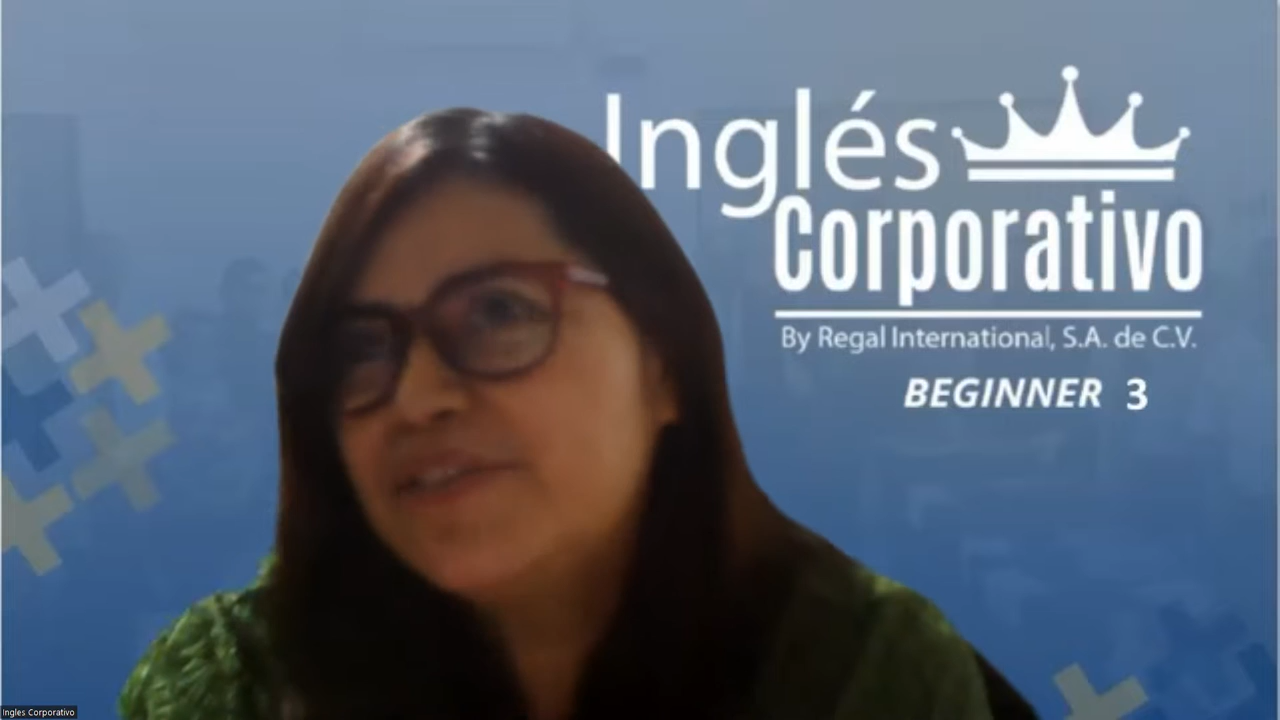 Inglés
Corporativo
By Regal International, S.A. de C.V.
BEGINNER 3
Ingles Corporativo